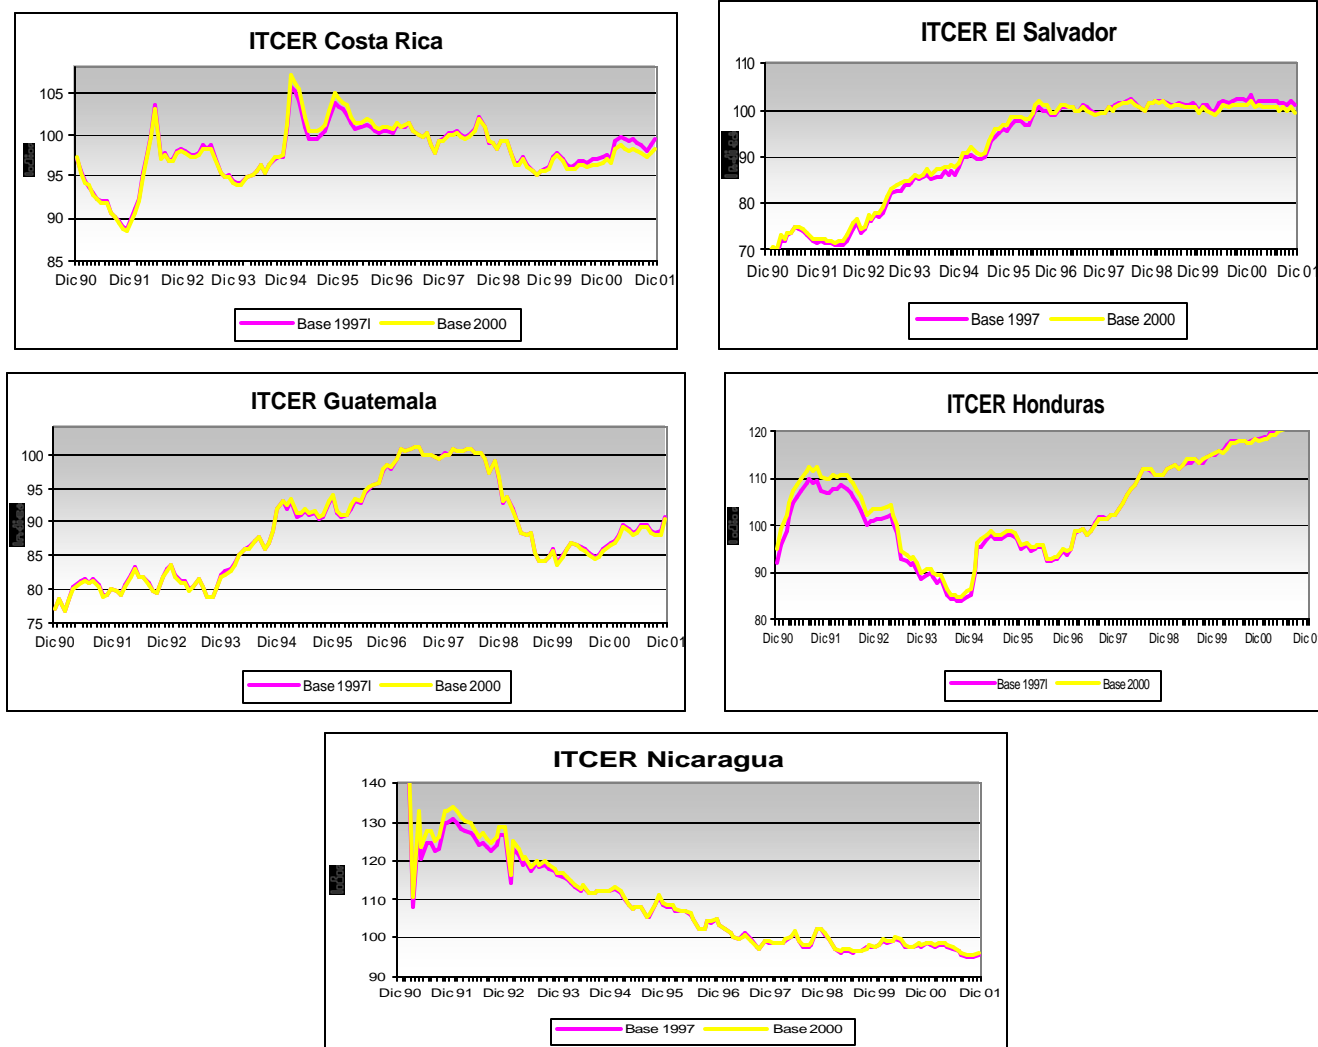 ITCER Costa Rica
105
100
95
90
85
Dic 90 Dic 91 Dic 92 Dic 93 Dic 94 Dic 95 Dic 96 Dic 97 Dic 98 Dic 99 Dic 00 Dic 01
Base 1997I Base 2000
ITCER El Salvador
110
100
90
80
70
Dic 90 Dic 91 Dic 92 Dic 93 Dic 94 Dic 95 Dic 96 Dic 97 Dic 98 Dic 99 Dic 00 Dic 01
Base 1997 Base 2000
ITCER Guatemala
100
95
90
85
80
75
Dic 90 Dic 91 Dic 92 Dic 93 Dic 94 Dic 95 Dic 96 Dic 97 Dic 98 Dic 99 Dic 00 Dic 01
Base 1997I Base 2000
ITCER Honduras
120
110
100
90
80
Dic 90 Dic 91 Dic 92 Dic 93 Dic 94 Dic 95 Dic 96 Dic 97 Dic 98 Dic 99 Dic 00 Dic 0
Base 1997I Base 2000
ITCER Nicaragua
140
130
120
110
100
90
Dic 90 Dic 91 Dic 92 Dic 93 Dic 94 Dic 95 Dic 96 Dic 97 Dic 98 Dic 99 Dic 00 Dic 01
Base 1997 Base 2000